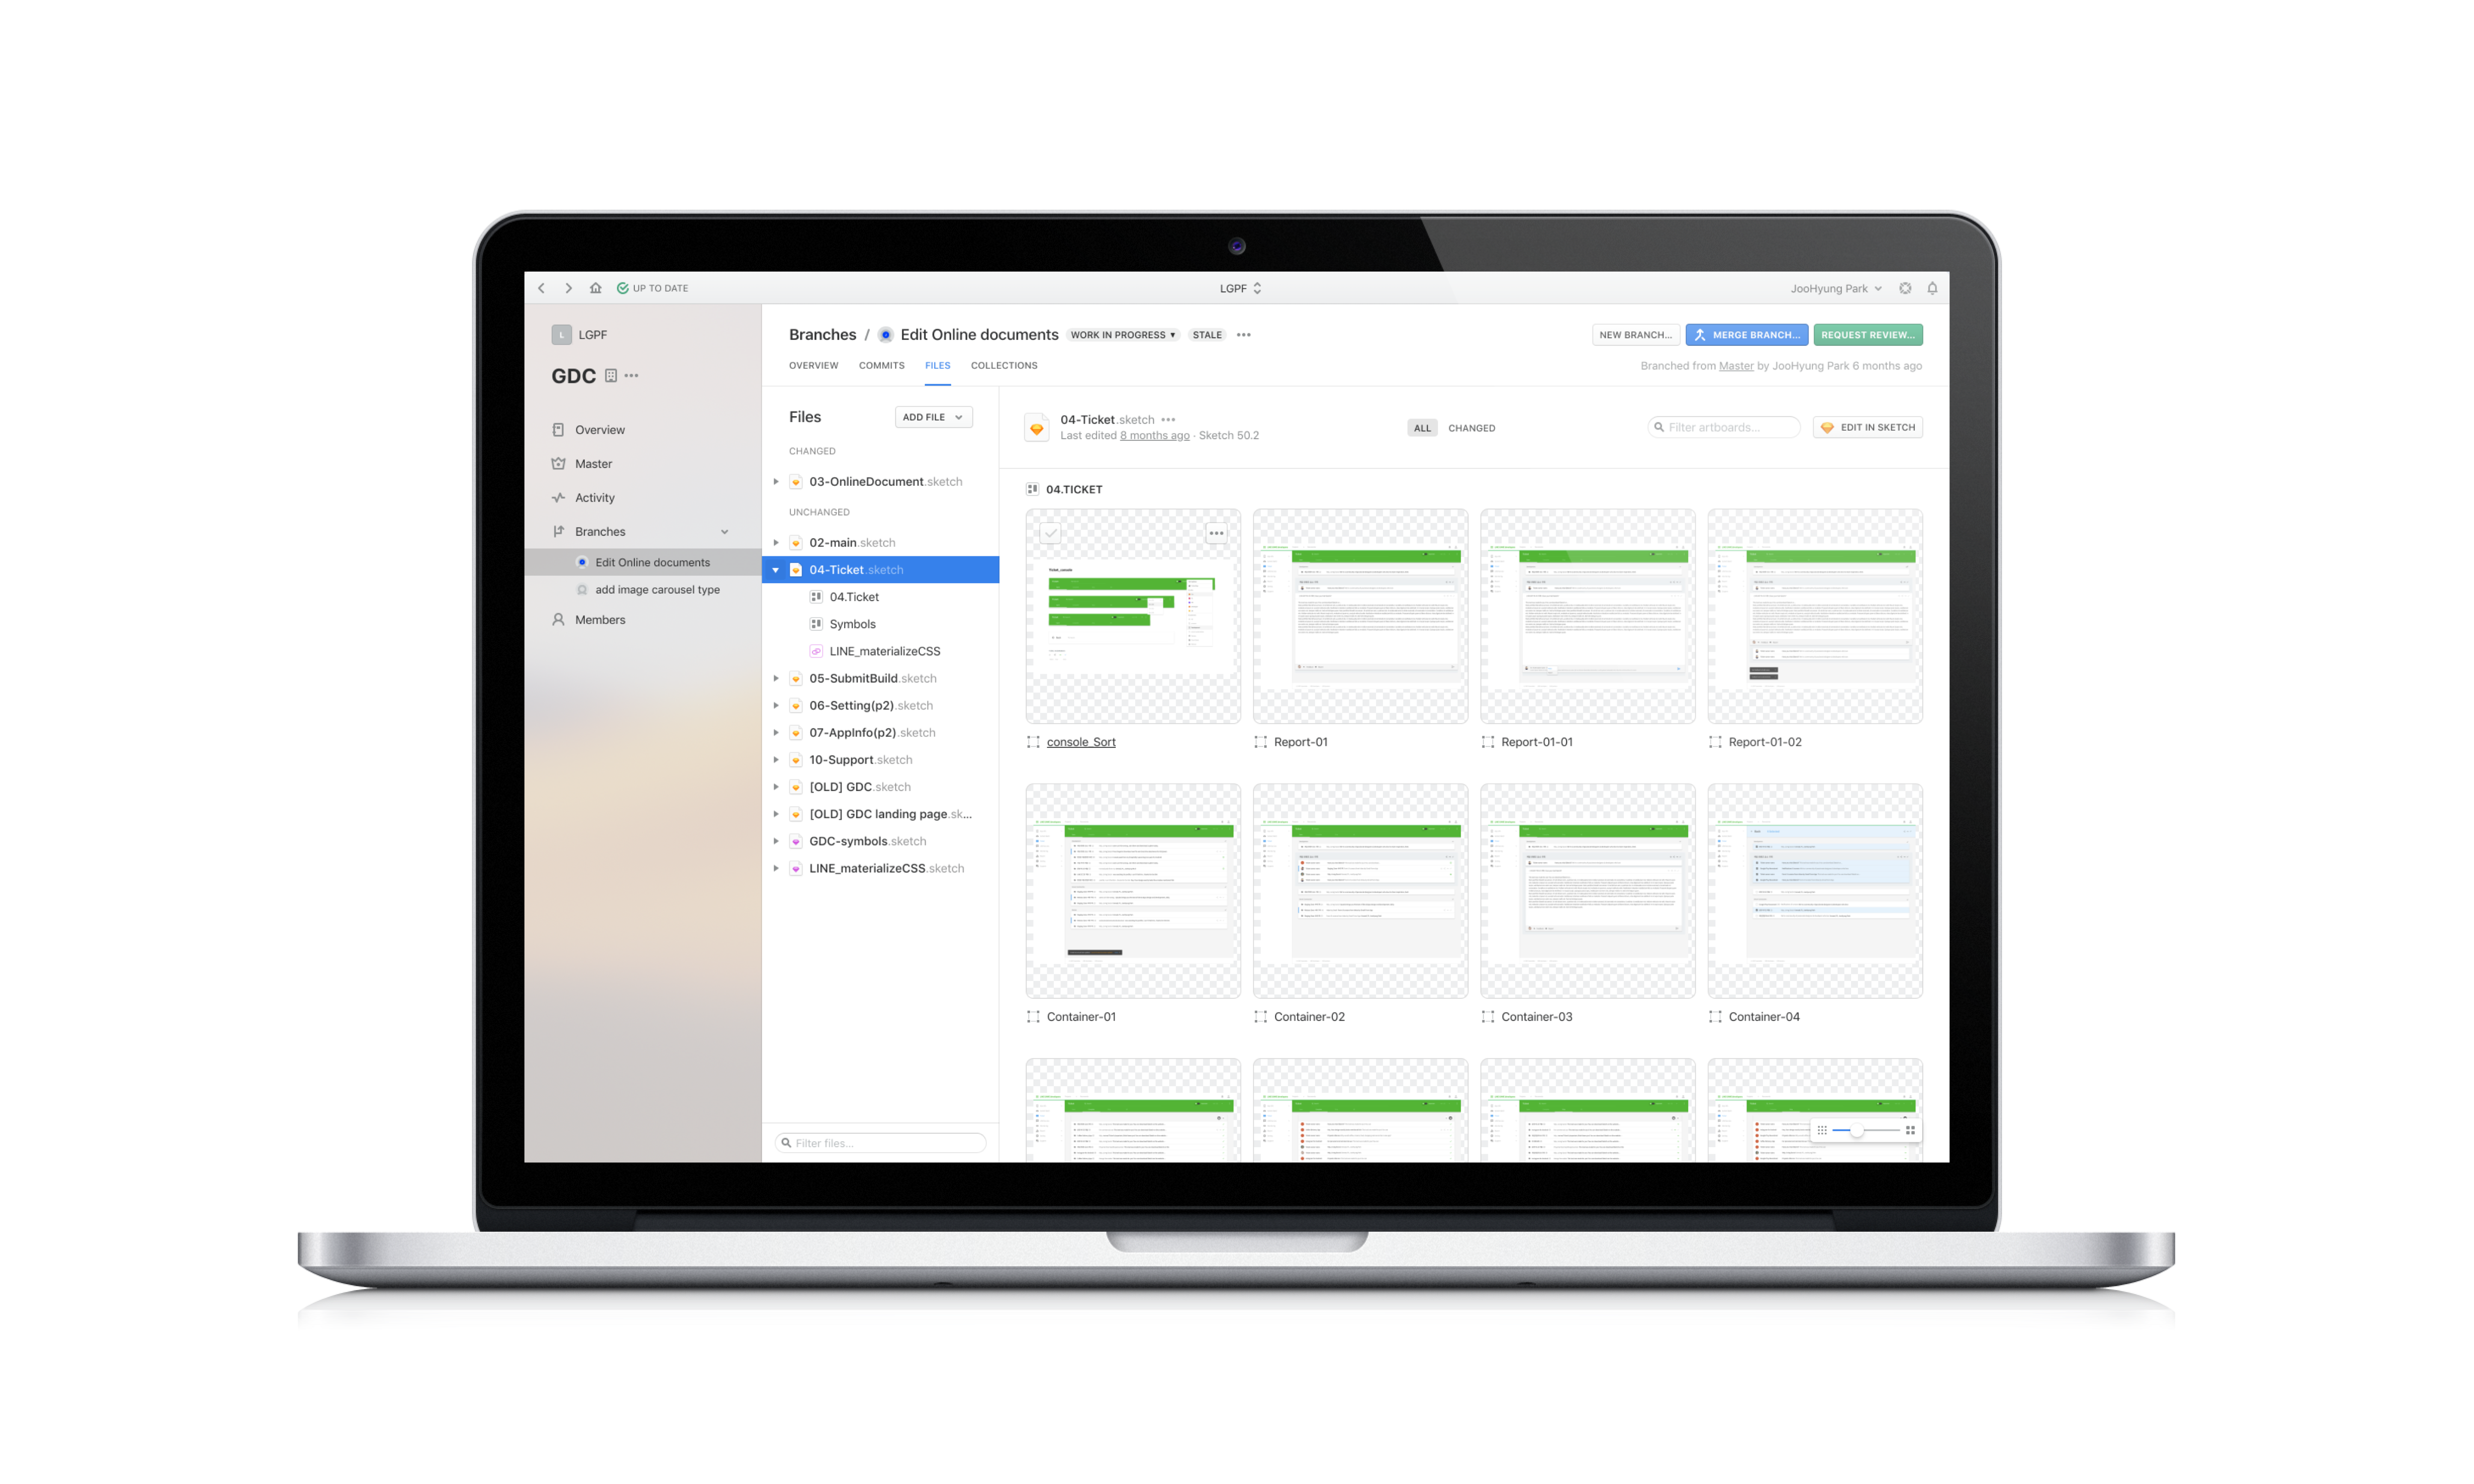 UP TO DATE
LGPF
JooHyung Park
L LGPF
GDC
Overview
Master
Activity
Branches
Edit Online documents
add image carousel type
Members
Branches / Edit Online documents WORK IN PROGRESS ▾ STALE
NEW BRANCH... MERGE BRANCH... REQUEST REVIEW...
OVERVIEW COMMITS FILES COLLECTIONS
Branched from Master by JooHyung Park 6 months ago
Files
ADD FILE
CHANGED
03-OnlineDocument.sketch
UNCHANGED
02-main.sketch
04-Ticket.sketch
04.Ticket
Symbols
LINE_materializeCSS
05-SubmitBuild.sketch
06-Setting(p2).sketch
07-AppInfo(p2).sketch
10-Support.sketch
[OLD] GDC.sketch
[OLD] GDC landing page.sk...
GDC-symbols.sketch
LINE_materializeCSS.sketch
Filter files...
04-Ticket.sketch
Last edited 8 months ago · Sketch 50.2
ALL CHANGED
Filter artboards...
EDIT IN SKETCH
04.TICKET
console_Sort
Report-01
Report-01-01
Report-01-02
Container-01
Container-02
Container-03
Container-04